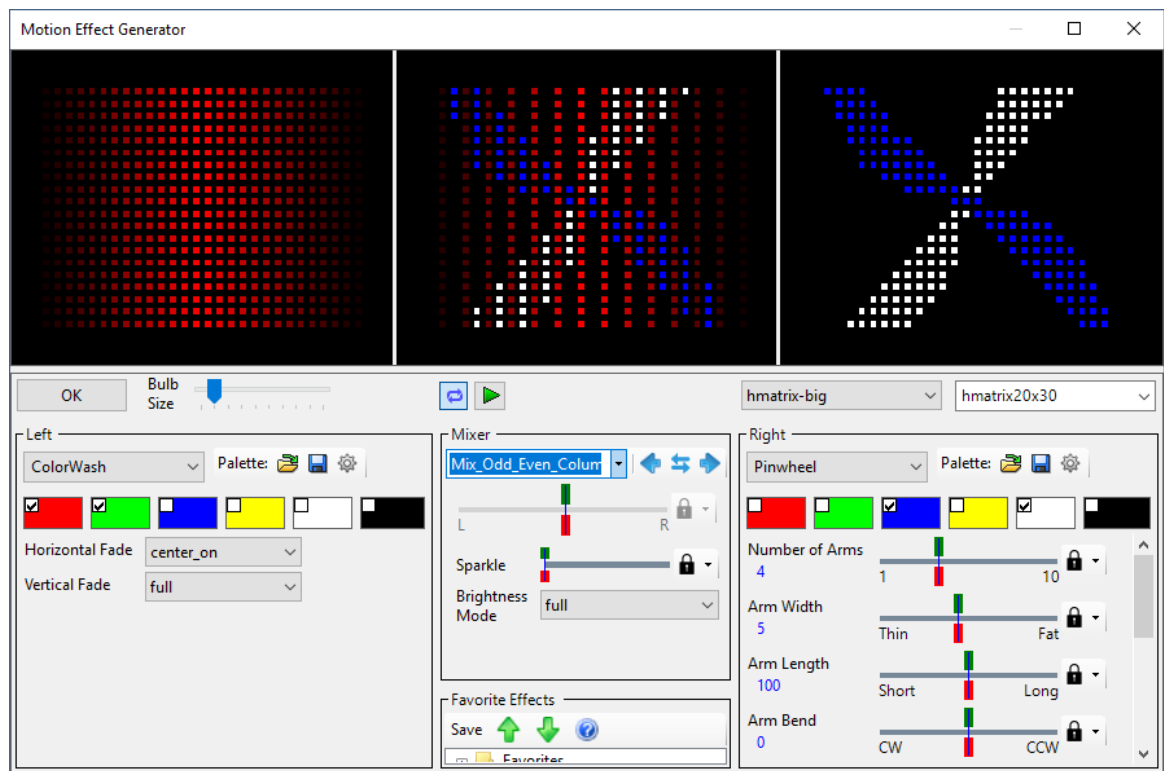 Motion Effect Generator
OK
Bulb Size
hmatrix-big
hmatrix20x30
Left
ColorWash
Palette:
Horizontal Fade
center_on
Vertical Fade
full
Mixer
Mix_Odd_Even_Colum
L
R
Sparkle
Brightness Mode
full
Favorite Effects
Save
Favorites
Right
Pinwheel
Palette:
Number of Arms
4
1
10
Arm Width
5
Thin
Fat
Arm Length
100
Short
Long
Arm Bend
0
CW
CCW